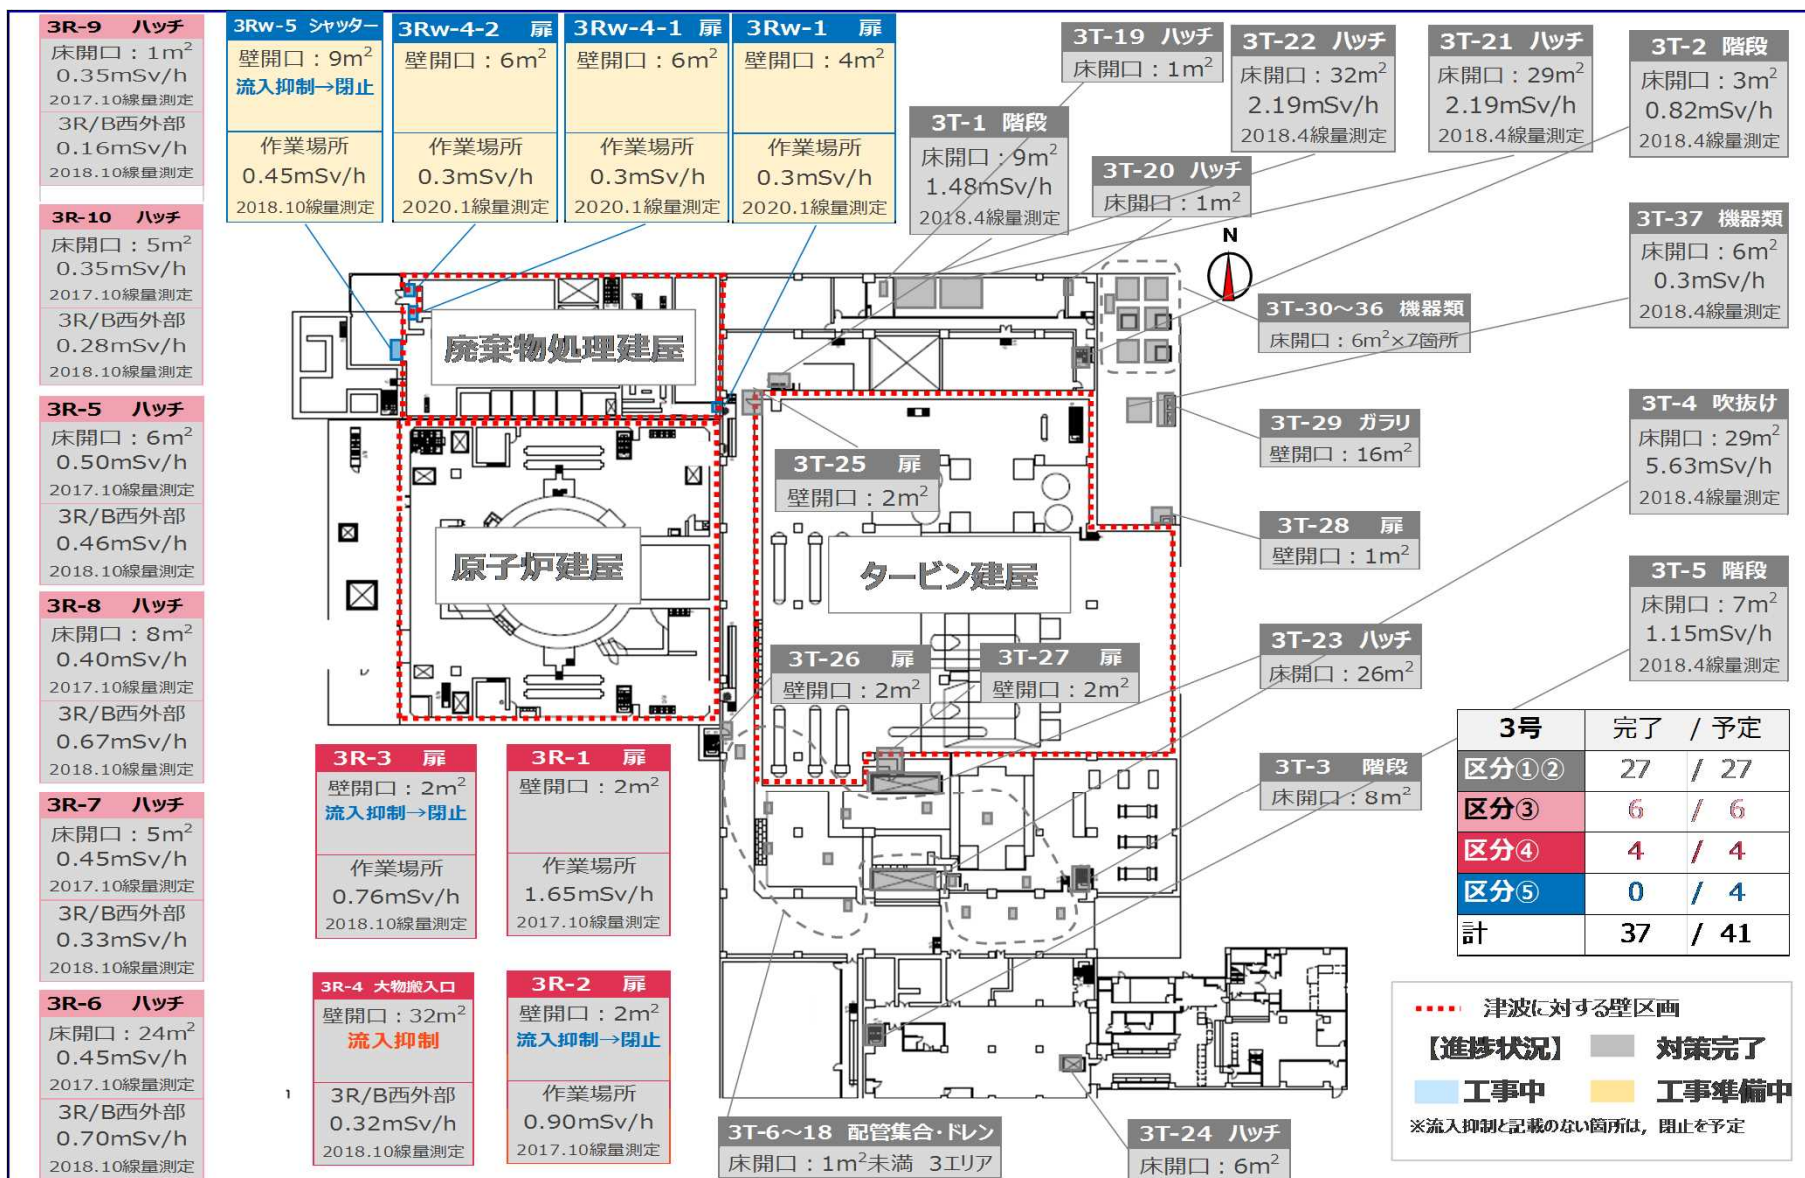 3R-9 ハッチ
床開口：1m²
0.35mSv/h
2017.10線量測定
3R/B西外部
0.16mSv/h
2018.10線量測定
3R-10 ハッチ
床開口：5m²
0.35mSv/h
2017.10線量測定
3R/B西外部
0.28mSv/h
2018.10線量測定
3R-5 ハッチ
床開口：6m²
0.50mSv/h
2017.10線量測定
3R/B西外部
0.46mSv/h
2018.10線量測定
3R-8 ハッチ
床開口：8m²
0.40mSv/h
2017.10線量測定
3R/B西外部
0.67mSv/h
2018.10線量測定
3R-7 ハッチ
床開口：5m²
0.45mSv/h
2017.10線量測定
3R/B西外部
0.33mSv/h
2018.10線量測定
3R-6 ハッチ
床開口：24m²
0.45mSv/h
2017.10線量測定
3R/B西外部
0.70mSv/h
2018.10線量測定
3Rw-5 シャッター
壁開口：9m²
流入抑制→閉止
作業場所
0.45mSv/h
2018.10線量測定
3Rw-4-2 扉
壁開口：6m²
作業場所
0.3mSv/h
2020.1線量測定
3Rw-4-1 扉
壁開口：6m²
作業場所
0.3mSv/h
2020.1線量測定
3Rw-1 扉
壁開口：4m²
作業場所
0.3mSv/h
2020.1線量測定
3T-19 ハッチ
床開口：1m²
3T-22 ハッチ
床開口：32m²
2.19mSv/h
2018.4線量測定
3T-21 ハッチ
床開口：29m²
2.19mSv/h
2018.4線量測定
3T-2 階段
床開口：3m²
0.82mSv/h
2018.4線量測定
3T-1 階段
床開口：9m²
1.48mSv/h
2018.4線量測定
3T-20 ハッチ
床開口：1m²
3T-37 機器類
床開口：6m²
0.3mSv/h
2018.4線量測定
N
3T-30～36 機器類
床開口：6m²×7箇所
廃棄物処理建屋
3T-29 ガラリ
壁開口：16m²
3T-4 吹抜け
床開口：29m²
5.63mSv/h
2018.4線量測定
3T-25 扉
壁開口：2m²
3T-28 扉
壁開口：1m²
原子炉建屋
タービン建屋
3T-5 階段
床開口：7m²
1.15mSv/h
2018.4線量測定
3T-26 扉
壁開口：2m²
3T-27 扉
壁開口：2m²
3T-23 ハッチ
床開口：26m²
3R-3 扉
壁開口：2m²
流入抑制→閉止
作業場所
0.76mSv/h
2018.10線量測定
3R-1 扉
壁開口：2m²
作業場所
1.65mSv/h
2017.10線量測定
3T-3 階段
床開口：8m²
3号 完了 / 予定
区分①② 27 / 27
区分③ 6 / 6
区分④ 4 / 4
区分⑤ 0 / 4
計 37 / 41
3R-4 大物搬入口
壁開口：32m²
流入抑制
3R/B西外部
0.32mSv/h
2018.10線量測定
3R-2 扉
壁開口：2m²
流入抑制→閉止
作業場所
0.90mSv/h
2017.10線量測定
3T-6～18 配管集合・ドレン
床開口：1m²未満 3エリア
3T-24 ハッチ
床開口：6m²
津波に対する壁区画
【進捗状況】 対策完了
工事中 工事準備中
※流入抑制と記載のない箇所は，閉止を予定
1